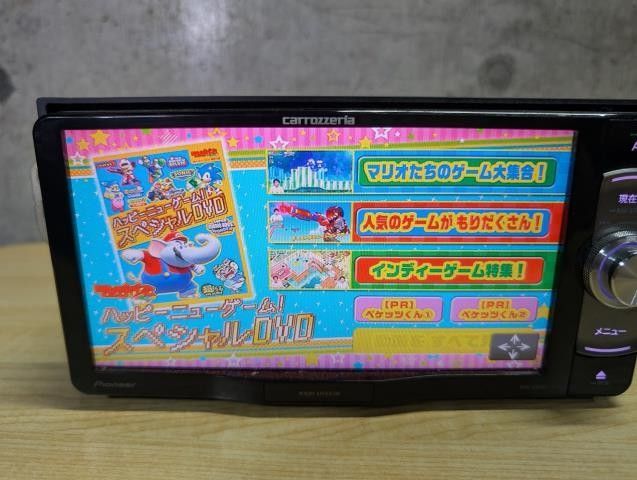 carrozzeria
ハッピーニューゲーム!
スペシャルDVD
マリオたちのゲーム大集合!
人気のゲームが もりだくさん!
インディーゲーム特集!
【PR】
ペケッツくん①
【PR】
ペケッツくん②
ハッピーニューゲーム!
スペシャルDVD
Pioneer
現在
メニュー